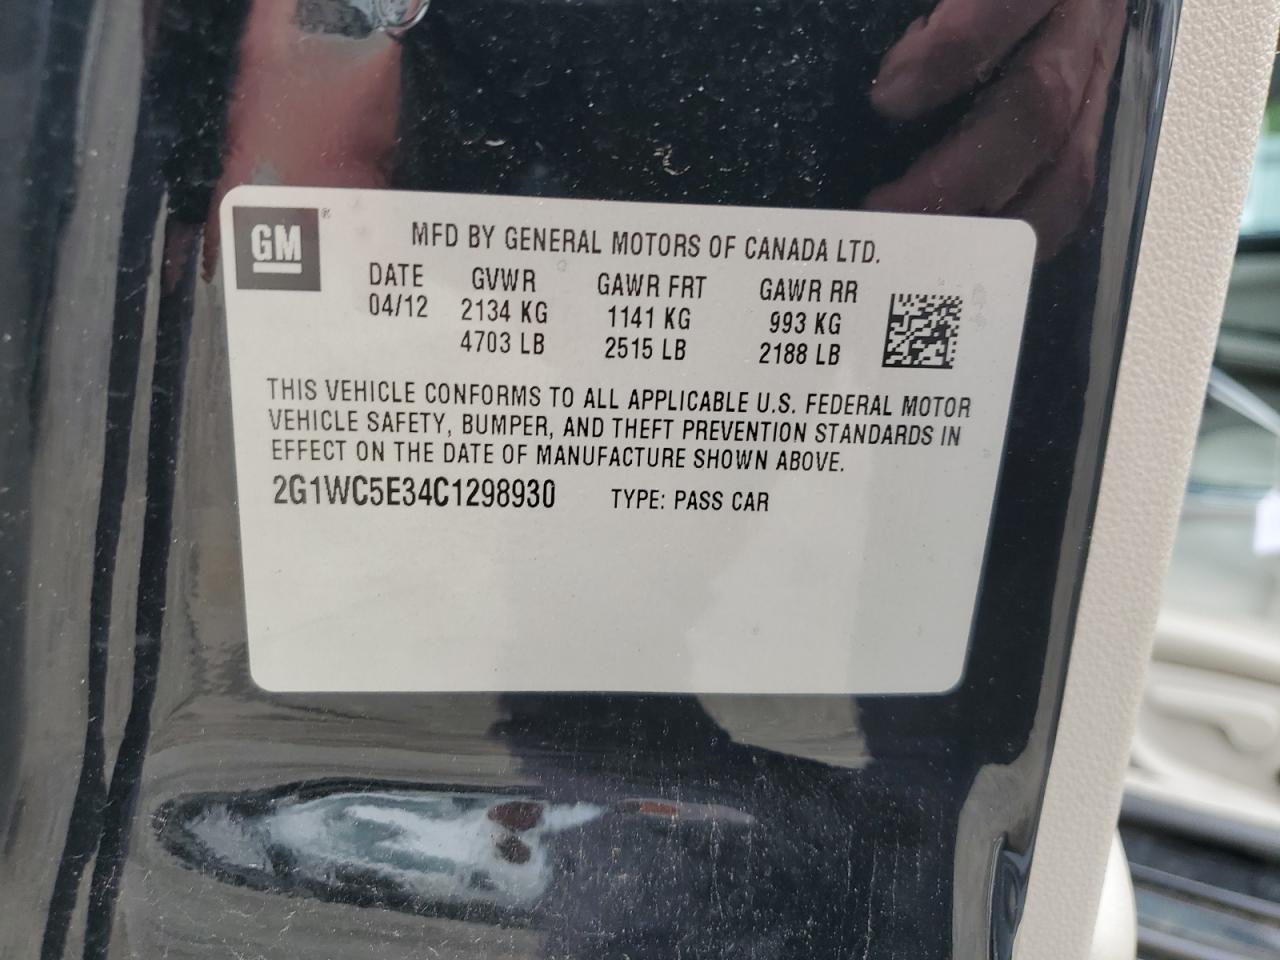 GM ®
MFD BY GENERAL MOTORS OF CANADA LTD.
DATE GVWR GAWR FRT GAWR RR
04/12 2134 KG 1141 KG 993 KG
4703 LB 2515 LB 2188 LB
THIS VEHICLE CONFORMS TO ALL APPLICABLE U.S. FEDERAL MOTOR
VEHICLE SAFETY, BUMPER, AND THEFT PREVENTION STANDARDS IN
EFFECT ON THE DATE OF MANUFACTURE SHOWN ABOVE.
2G1WC5E34C1298930 TYPE: PASS CAR